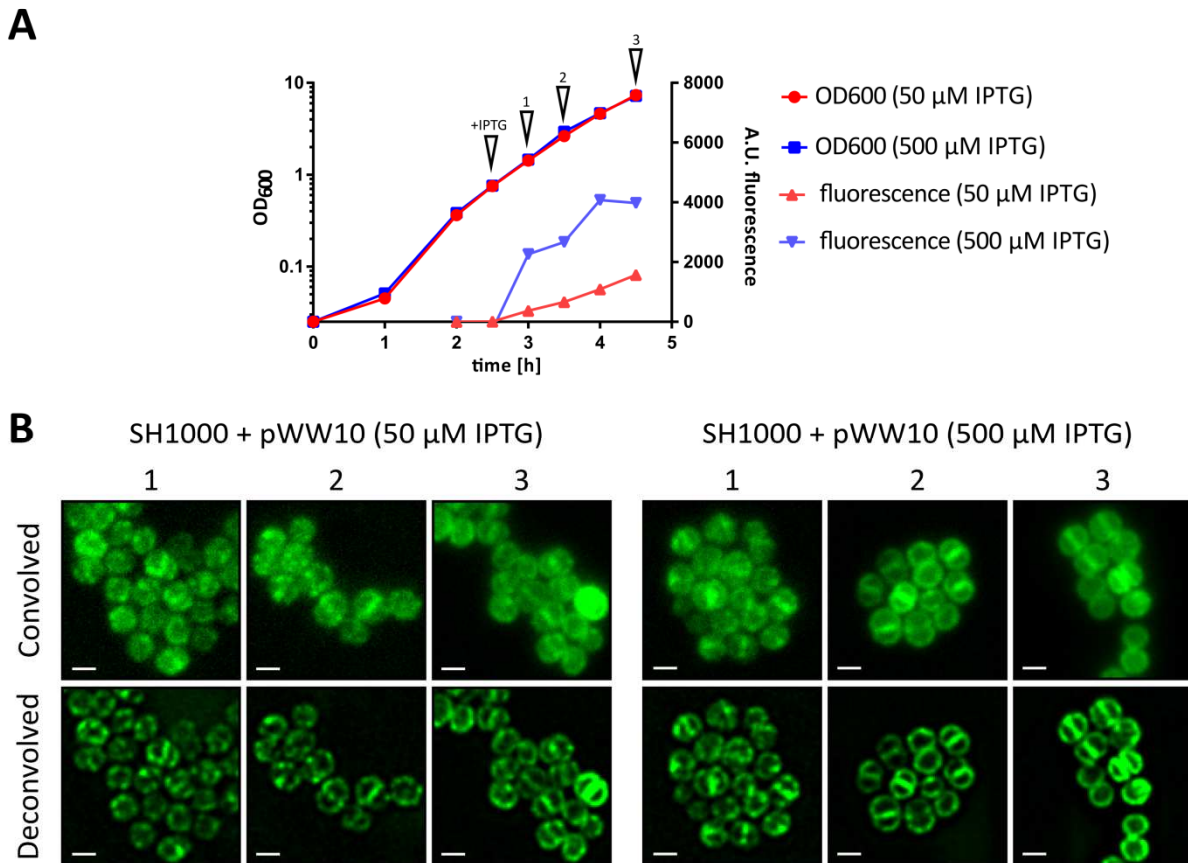 A
3
2
1
+IPTG
10
1
0.1
OD600
8000
6000
4000
2000
0
A.U. fluorescence
0 1 2 3 4 5
time [h]
OD600 (50 µM IPTG)
OD600 (500 µM IPTG)
fluorescence (50 µM IPTG)
fluorescence (500 µM IPTG)
B
SH1000 + pWW10 (50 µM IPTG)
SH1000 + pWW10 (500 µM IPTG)
1 2 3 1 2 3
Convolved
Deconvolved